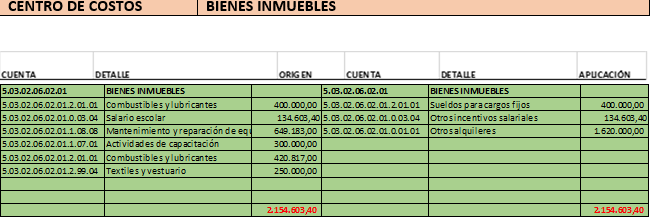 CENTRO DE COSTOS BIENES INMUEBLES
CUENTA DETALLE ORIGEN CUENTA DETALLE APLICACIÓN
5.03.02.06.02.01 BIENES INMUEBLES 5.03.02.06.02.01 BIENES INMUEBLES
5.03.02.06.02.01.2.01.01 Combustibles y lubricantes 400.000,00 5.03.02.06.02.01.2.01.01 Sueldos para cargos fijos 400.000,00
5.03.02.06.02.01.0.03.04 Salario escolar 134.603,40 5.03.02.06.02.01.0.03.04 Otros incentivos salariales 134.603,40
5.03.02.06.02.01.1.08.08 Mantenimiento y reparación de equ 649.183,00 5.03.02.06.02.01.0.01.01 Otros alquileres 1.620.000,00
5.03.02.06.02.01.1.07.01 Actividades de capacitación 300.000,00
5.03.02.06.02.01.2.01.01 Combustibles y lubricantes 420.817,00
5.03.02.06.02.01.2.99.04 Textiles y vestuario 250.000,00
2.154.603,40 2.154.603,40